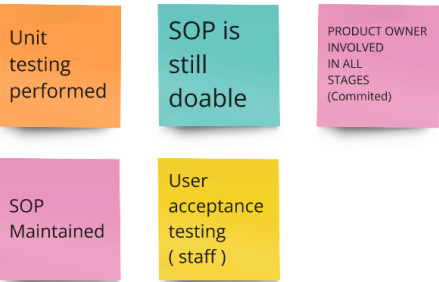 Unit
testing
performed
SOP is
still
doable
PRODUCT OWNER
INVOLVED
IN ALL
STAGES
(Commited)
SOP
Maintained
User
acceptance
testing
( staff )